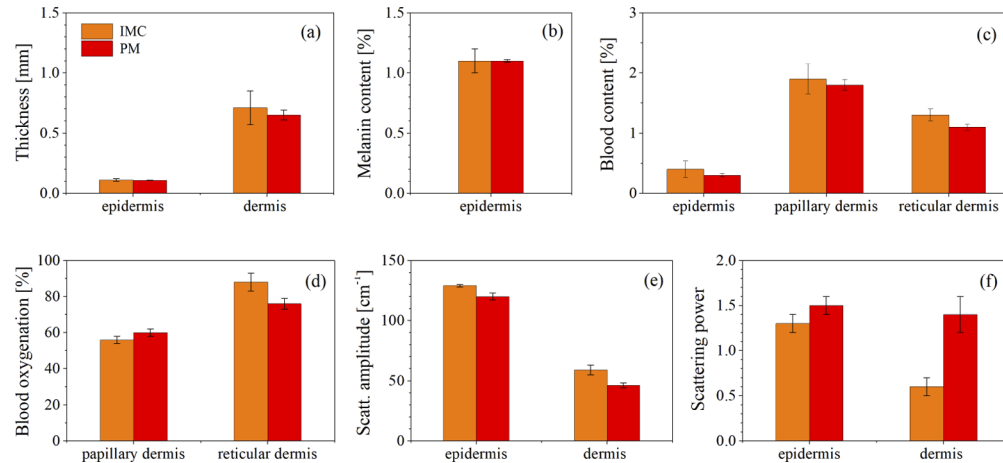 Thickness [mm]
1.5
1.0
0.5
0.0
IMC
PM
(a)
epidermis dermis
Melanin content [%]
1.5
1.0
0.5
0.0
(b)
epidermis
Blood content [%]
3
2
1
0
(c)
epidermis papillary dermis reticular dermis
Blood oxygenation [%]
100
80
60
40
20
0
(d)
papillary dermis reticular dermis
Scatt. amplitude [cm⁻¹]
150
100
50
0
(e)
epidermis dermis
Scattering power
2.0
1.5
1.0
0.5
0.0
(f)
epidermis dermis